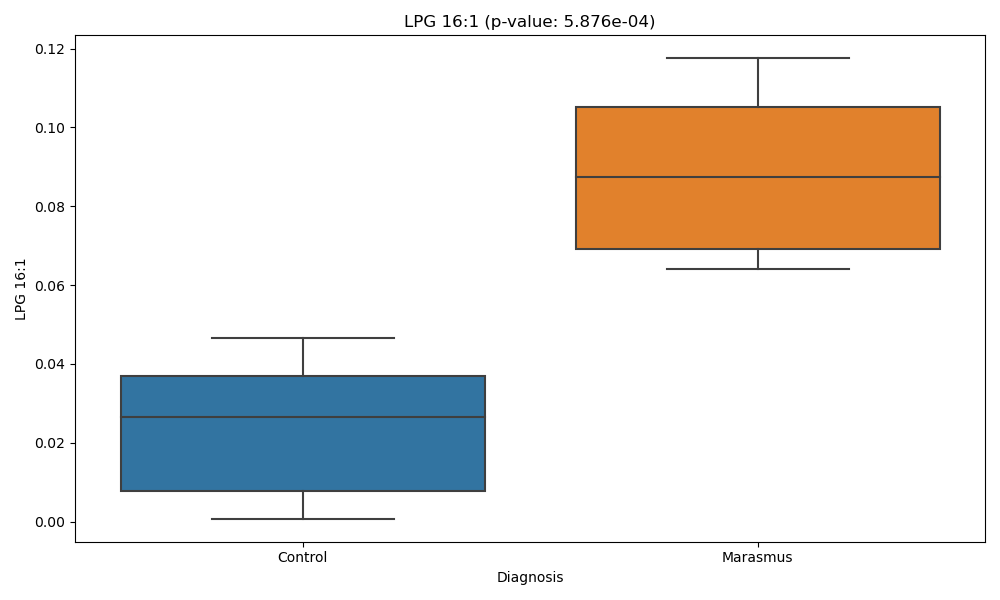 LPG 16:1 (p-value: 5.876e-04)
0.12
0.10
0.08
0.06
0.04
0.02
0.00
LPG 16:1
Control
Marasmus
Diagnosis